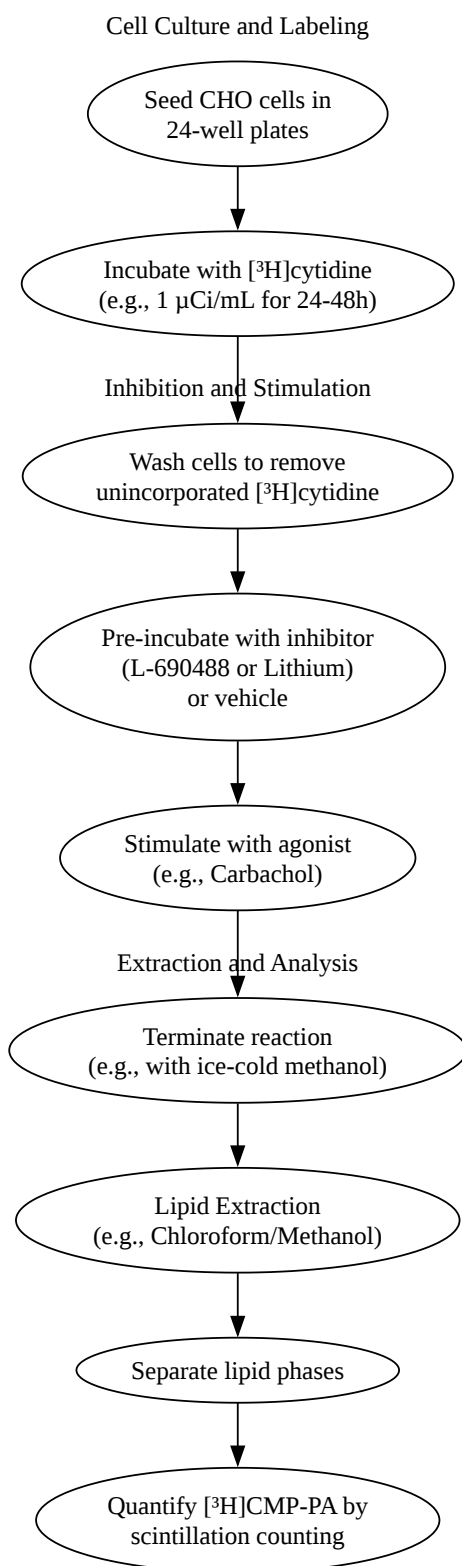 Cell Culture and Labeling
Seed CHO cells in
24-well plates
Incubate with [³H]cytidine
(e.g., 1 µCi/mL for 24-48h)
Inhibition and Stimulation
Wash cells to remove
unincorporated [³H]cytidine
Pre-incubate with inhibitor
(L-690488 or Lithium)
or vehicle
Stimulate with agonist
(e.g., Carbachol)
Extraction and Analysis
Terminate reaction
(e.g., with ice-cold methanol)
Lipid Extraction
(e.g., Chloroform/Methanol)
Separate lipid phases
Quantify [³H]CMP-PA by
scintillation counting